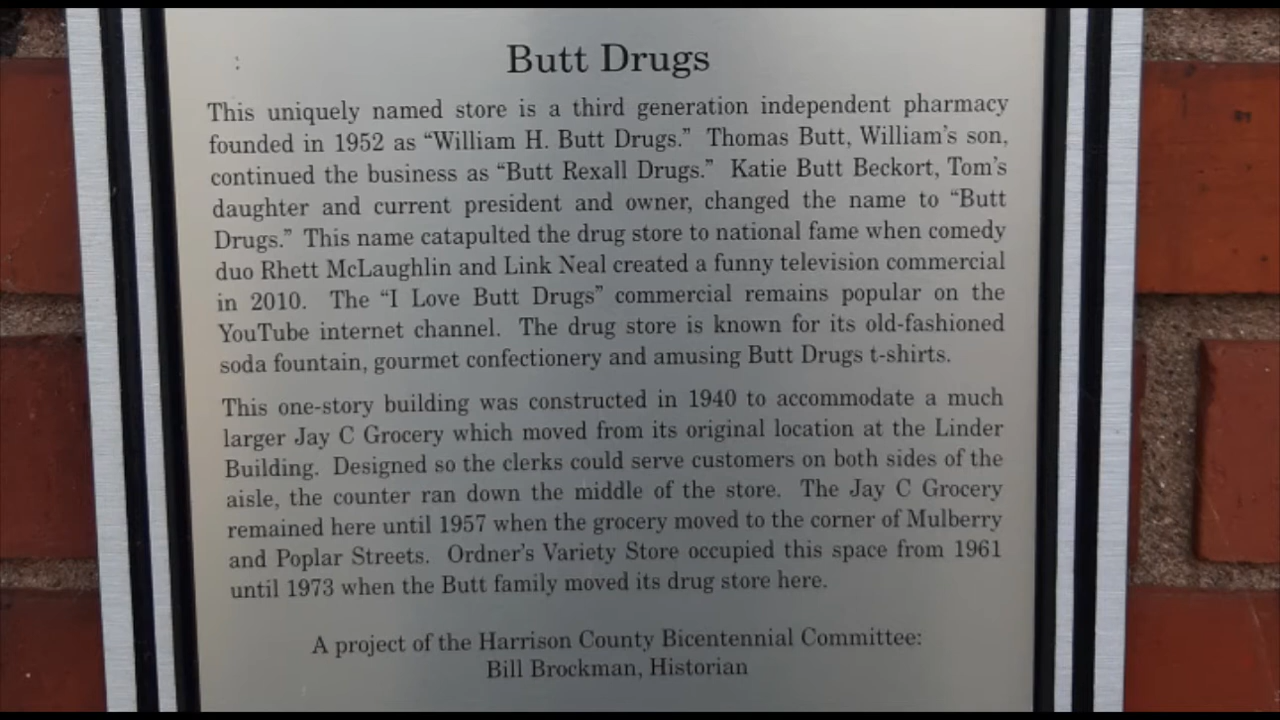 Butt Drugs
This uniquely named store is a third generation independent pharmacy
founded in 1952 as “William H. Butt Drugs.” Thomas Butt, William’s son,
continued the business as “Butt Rexall Drugs.” Katie Butt Beckort, Tom’s
daughter and current president and owner, changed the name to “Butt
Drugs.” This name catapulted the drug store to national fame when comedy
duo Rhett McLaughlin and Link Neal created a funny television commercial
in 2010. The “I Love Butt Drugs” commercial remains popular on the
YouTube internet channel. The drug store is known for its old-fashioned
soda fountain, gourmet confectionery and amusing Butt Drugs t-shirts.
This one-story building was constructed in 1940 to accommodate a much
larger Jay C Grocery which moved from its original location at the Linder
Building. Designed so the clerks could serve customers on both sides of the
aisle, the counter ran down the middle of the store. The Jay C Grocery
remained here until 1957 when the grocery moved to the corner of Mulberry
and Poplar Streets. Ordner’s Variety Store occupied this space from 1961
until 1973 when the Butt family moved its drug store here.
A project of the Harrison County Bicentennial Committee:
Bill Brockman, Historian